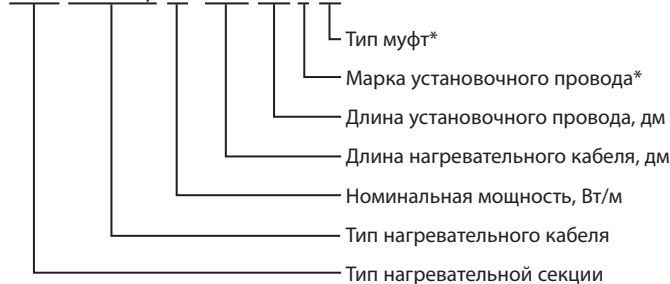 Тип муфт*
Марка установочного провода*
Длина установочного провода, дм
Длина нагревательного кабеля, дм
Номинальная мощность, Вт/м
Тип нагревательного кабеля
Тип нагревательной секции